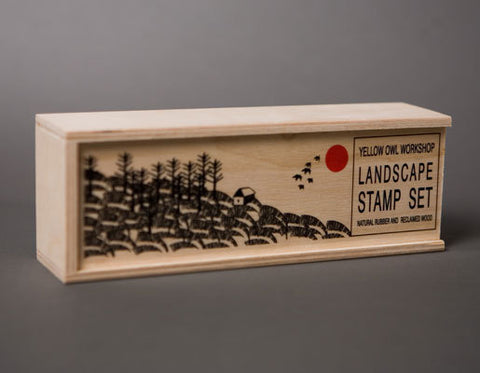 YELLOW OWL WORKSHOP
LANDSCAPE
STAMP SET
NATURAL RUBBER AND RECLAIMED WOOD